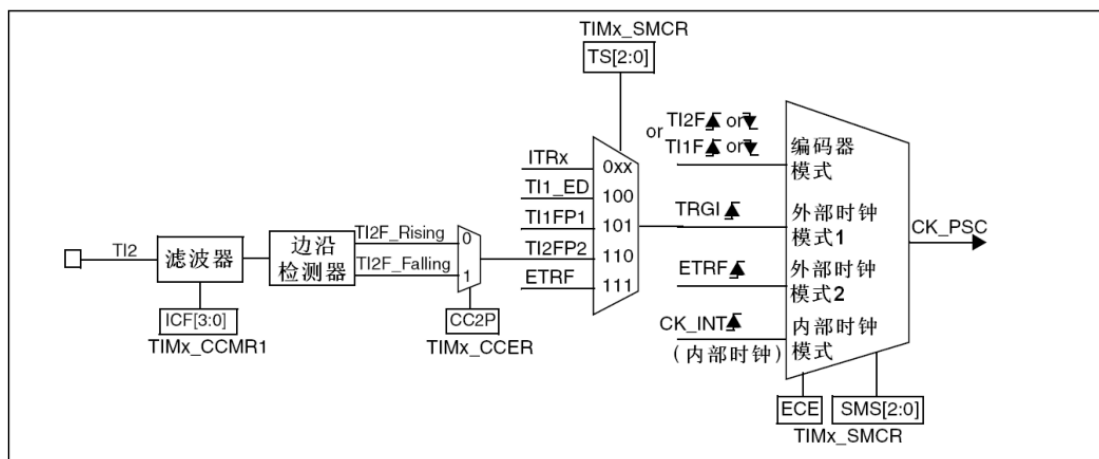 TIMx_SMCR
TS[2:0]
TI2F or
or TI1F or
编码器
模式
ITRx
0xx
TI1_ED
100
TI1FP1
101
TI2FP2
110
ETRF
111
TRGI
外部时钟
模式1
CK_PSC
TI2
滤波器
边沿
检测器
TI2F_Rising
0
TI2F_Falling
1
ETRF
外部时钟
模式2
ICF[3:0]
TIMx_CCMR1
CC2P
TIMx_CCER
CK_INT
(内部时钟)
内部时钟
模式
ECE
SMS[2:0]
TIMx_SMCR